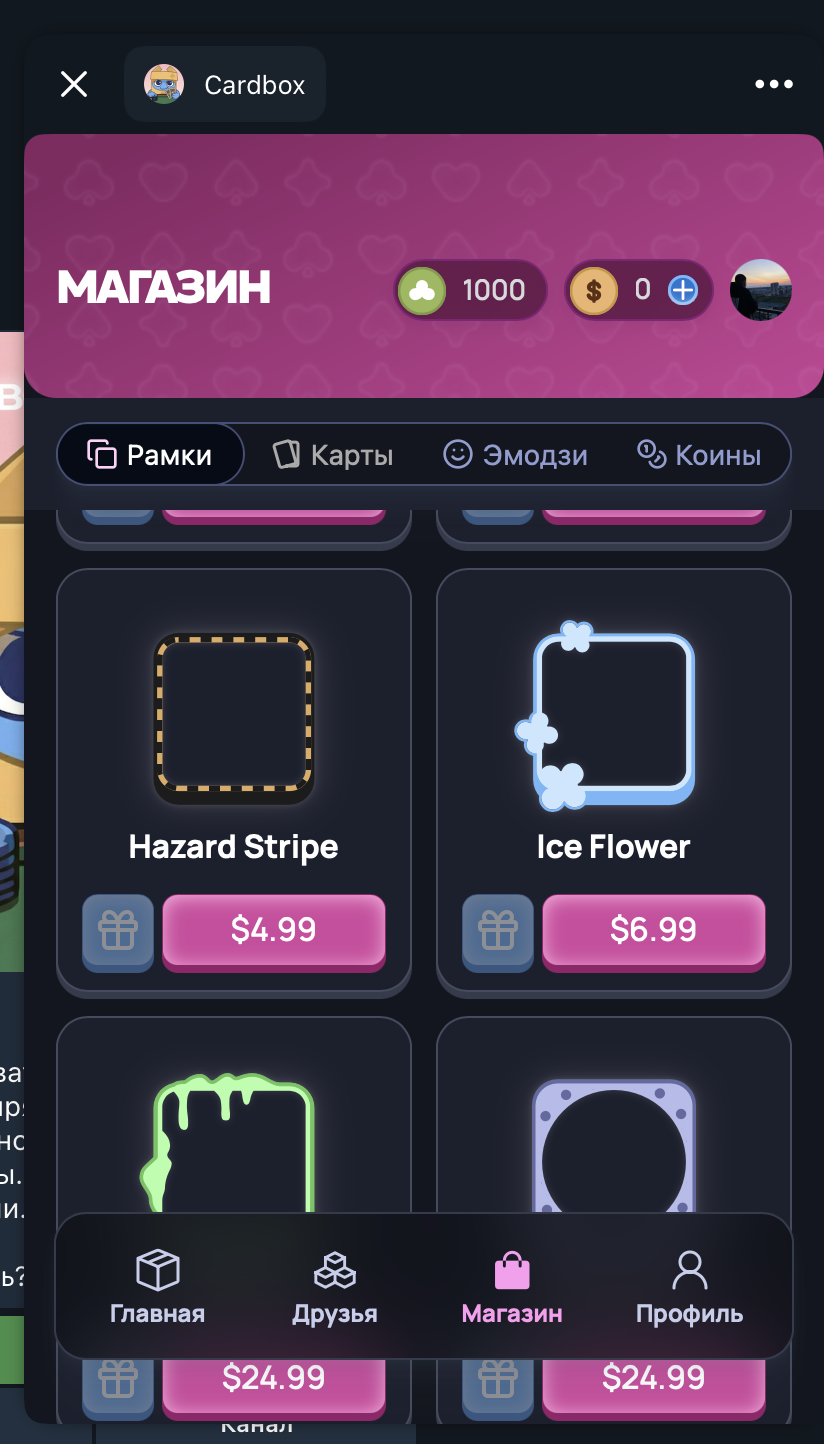 Cardbox
МАГАЗИН
1000
0
Рамки
Карты
Эмодзи
Коины
Hazard Stripe
Ice Flower
$4.99
$6.99
Главная
Друзья
Магазин
Профиль
$24.99
$24.99
Канал